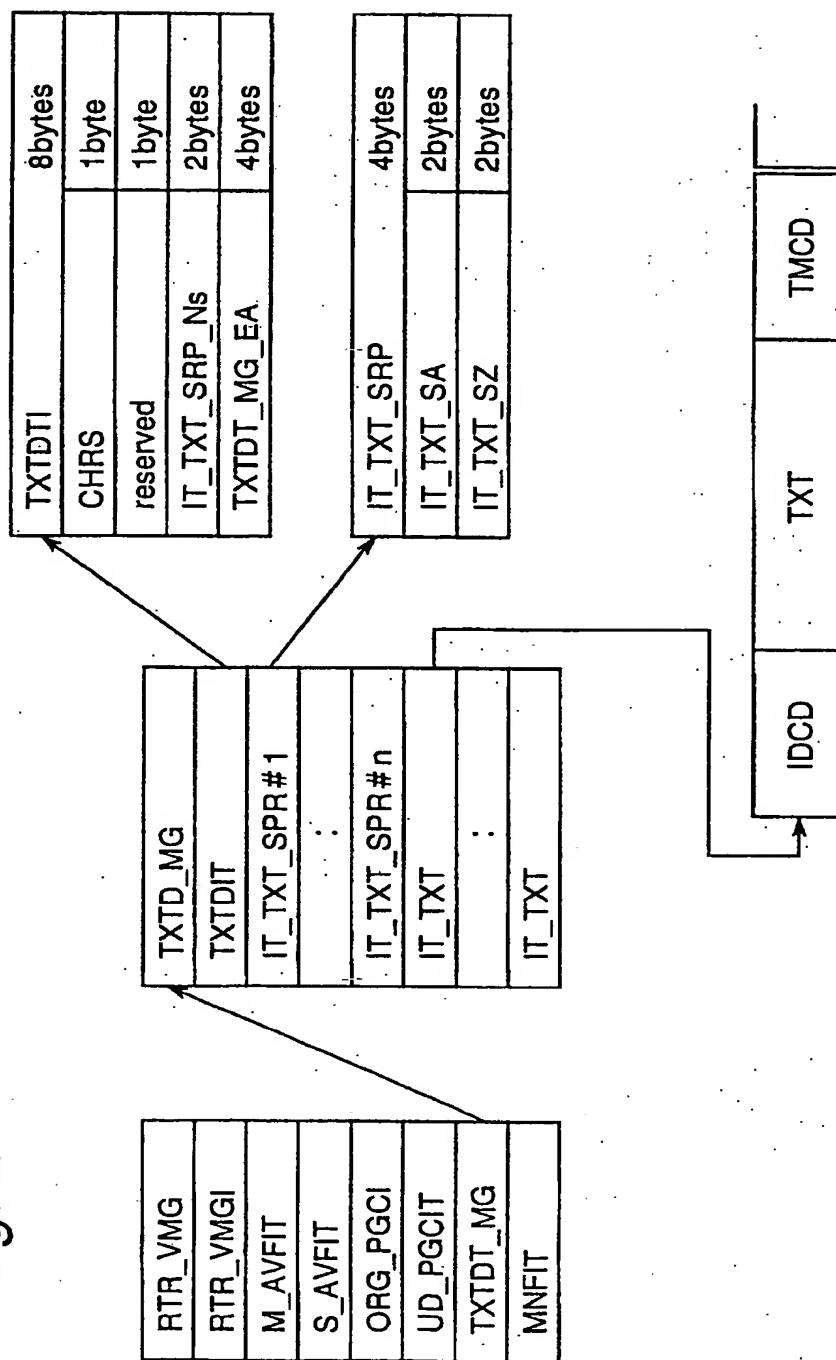 RTR_VMG
RTR_VMGI
M_AVFIT
S_AVFIT
ORG_PGCI
UD_PGCIT
TXTDT_MG
MNFIT
TXTD_MG
TXTDIT
IT_TXT_SPR#1
:
IT_TXT_SPR#n
IT_TXT
:
IT_TXT
TXTDTI 8bytes
CHRS 1byte
reserved 1byte
IT_TXT_SRP_Ns 2bytes
TXTDT_MG_EA 4bytes
IT_TXT_SRP 4bytes
IT_TXT_SA 2bytes
IT_TXT_SZ 2bytes
IDCD TXT TMCD